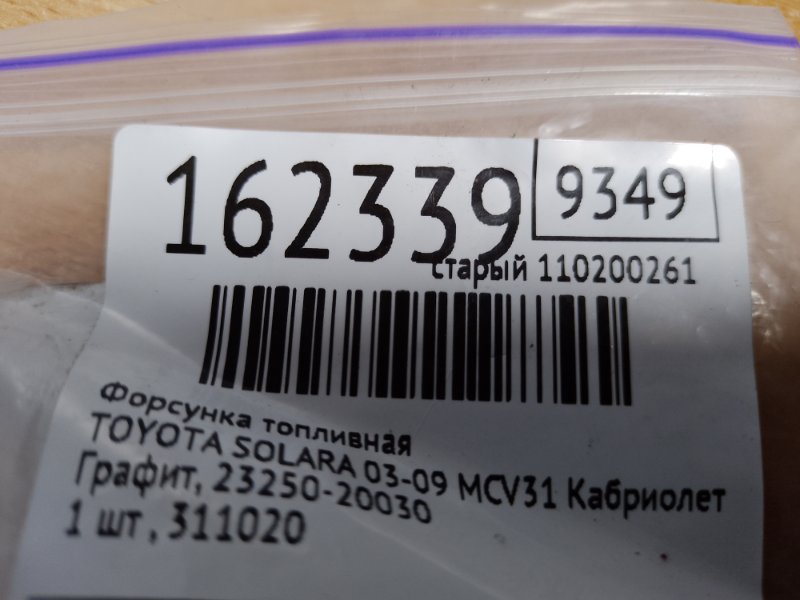 162339 9349
старый 110200261
Форсунка топливная
TOYOTA SOLARA 03-09 MCV31 Кабриолет
Графит, 23250-20030
1 шт , 311020